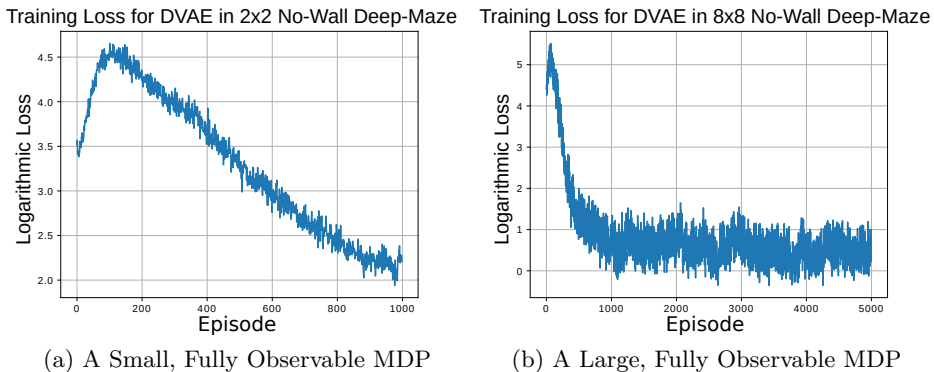 Training Loss for DVAE in 2x2 No-Wall Deep-Maze
4.5
4.0
3.5
3.0
2.5
2.0
Logarithmic Loss
0 200 400 600 800 1000
Episode
(a) A Small, Fully Observable MDP
Training Loss for DVAE in 8x8 No-Wall Deep-Maze
5
4
3
2
1
0
Logarithmic Loss
0 1000 2000 3000 4000 5000
Episode
(b) A Large, Fully Observable MDP